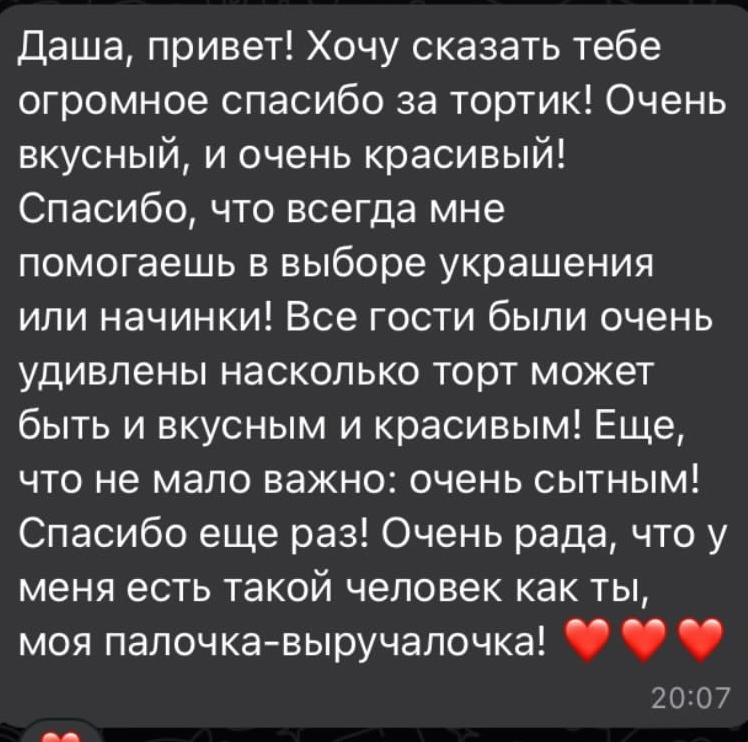 Даша, привет! Хочу сказать тебе
огромное спасибо за тортик! Очень
вкусный, и очень красивый!
Спасибо, что всегда мне
помогаешь в выборе украшения
или начинки! Все гости были очень
удивлены насколько торт может
быть и вкусным и красивым! Еще,
что не мало важно: очень сытным!
Спасибо еще раз! Очень рада, что у
меня есть такой человек как ты,
моя палочка-выручалочка! ❤️❤️❤️
20:07